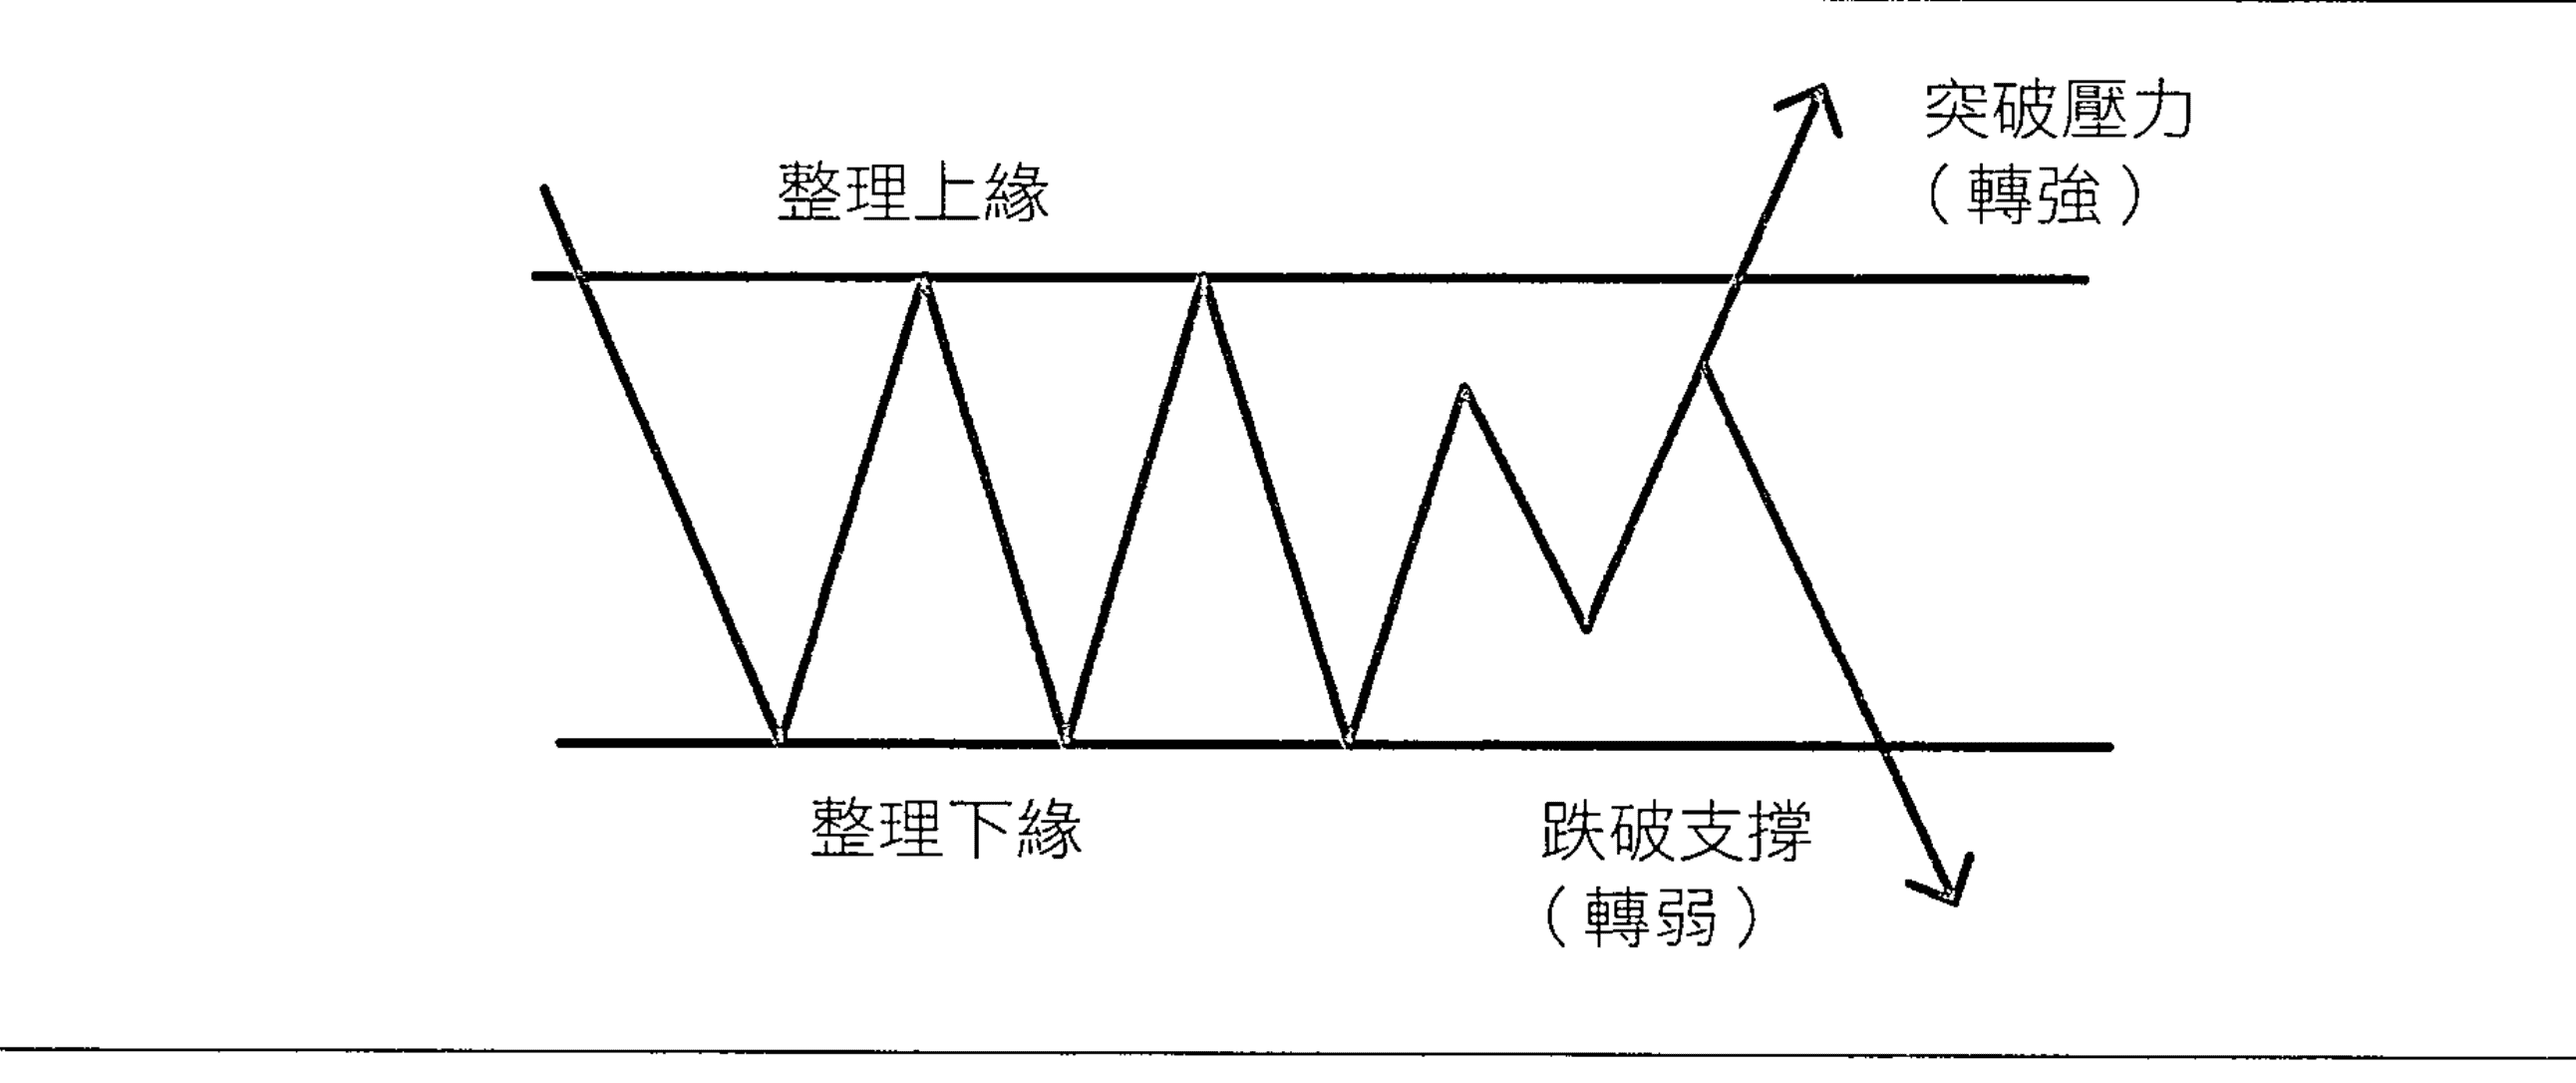 突破壓力
（轉強）
整理上緣
整理下緣
跌破支撐
（轉弱）